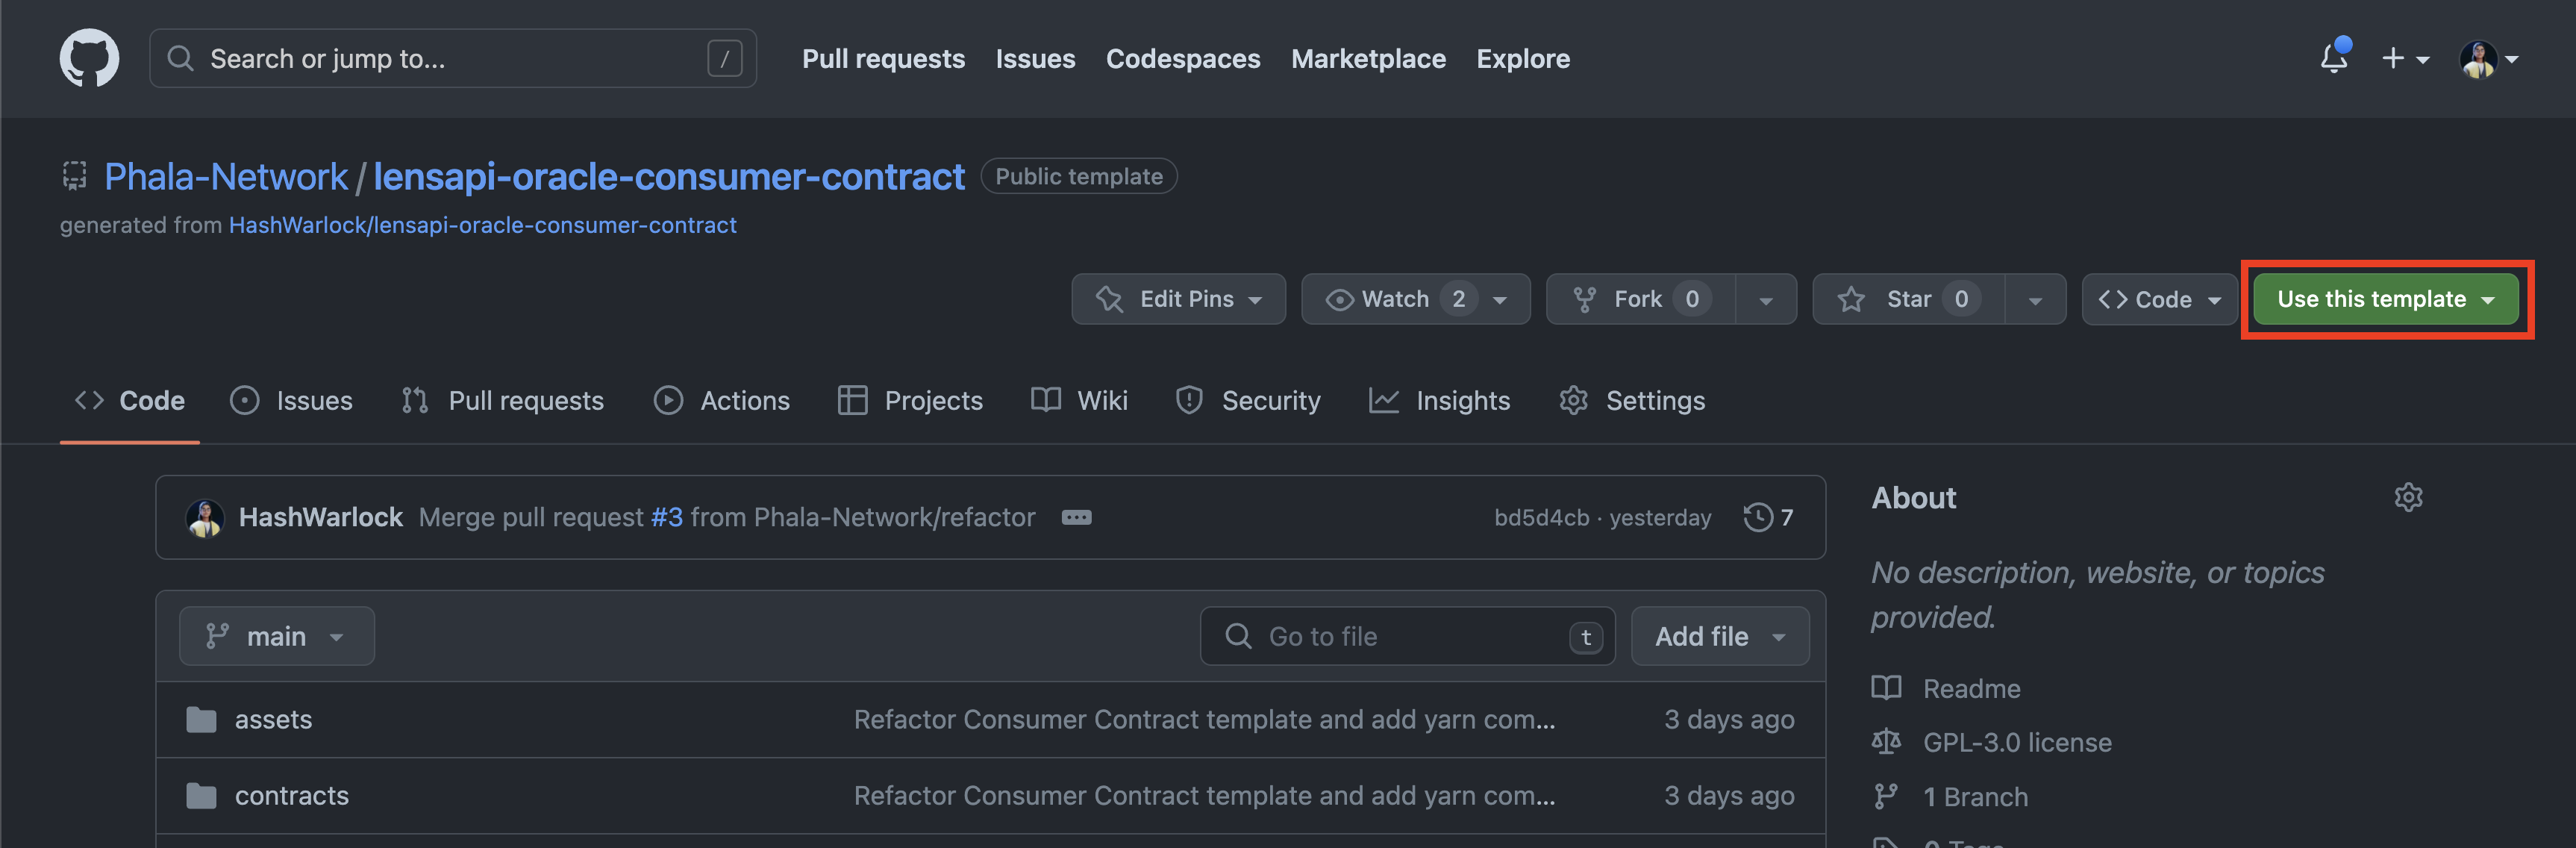 Search or jump to... /
Pull requests Issues Codespaces Marketplace Explore
Phala-Network / lensapi-oracle-consumer-contract Public template
generated from HashWarlock/lensapi-oracle-consumer-contract
Edit Pins Watch 2 Fork 0 Star 0 Code Use this template
Code Issues Pull requests Actions Projects Wiki Security Insights Settings
HashWarlock Merge pull request #3 from Phala-Network/refactor bd5d4cb · yesterday 7
main Go to file t Add file
assets Refactor Consumer Contract template and add yarn com... 3 days ago
contracts Refactor Consumer Contract template and add yarn com... 3 days ago
About
No description, website, or topics
provided.
Readme
GPL-3.0 license
1 Branch
0 Tags